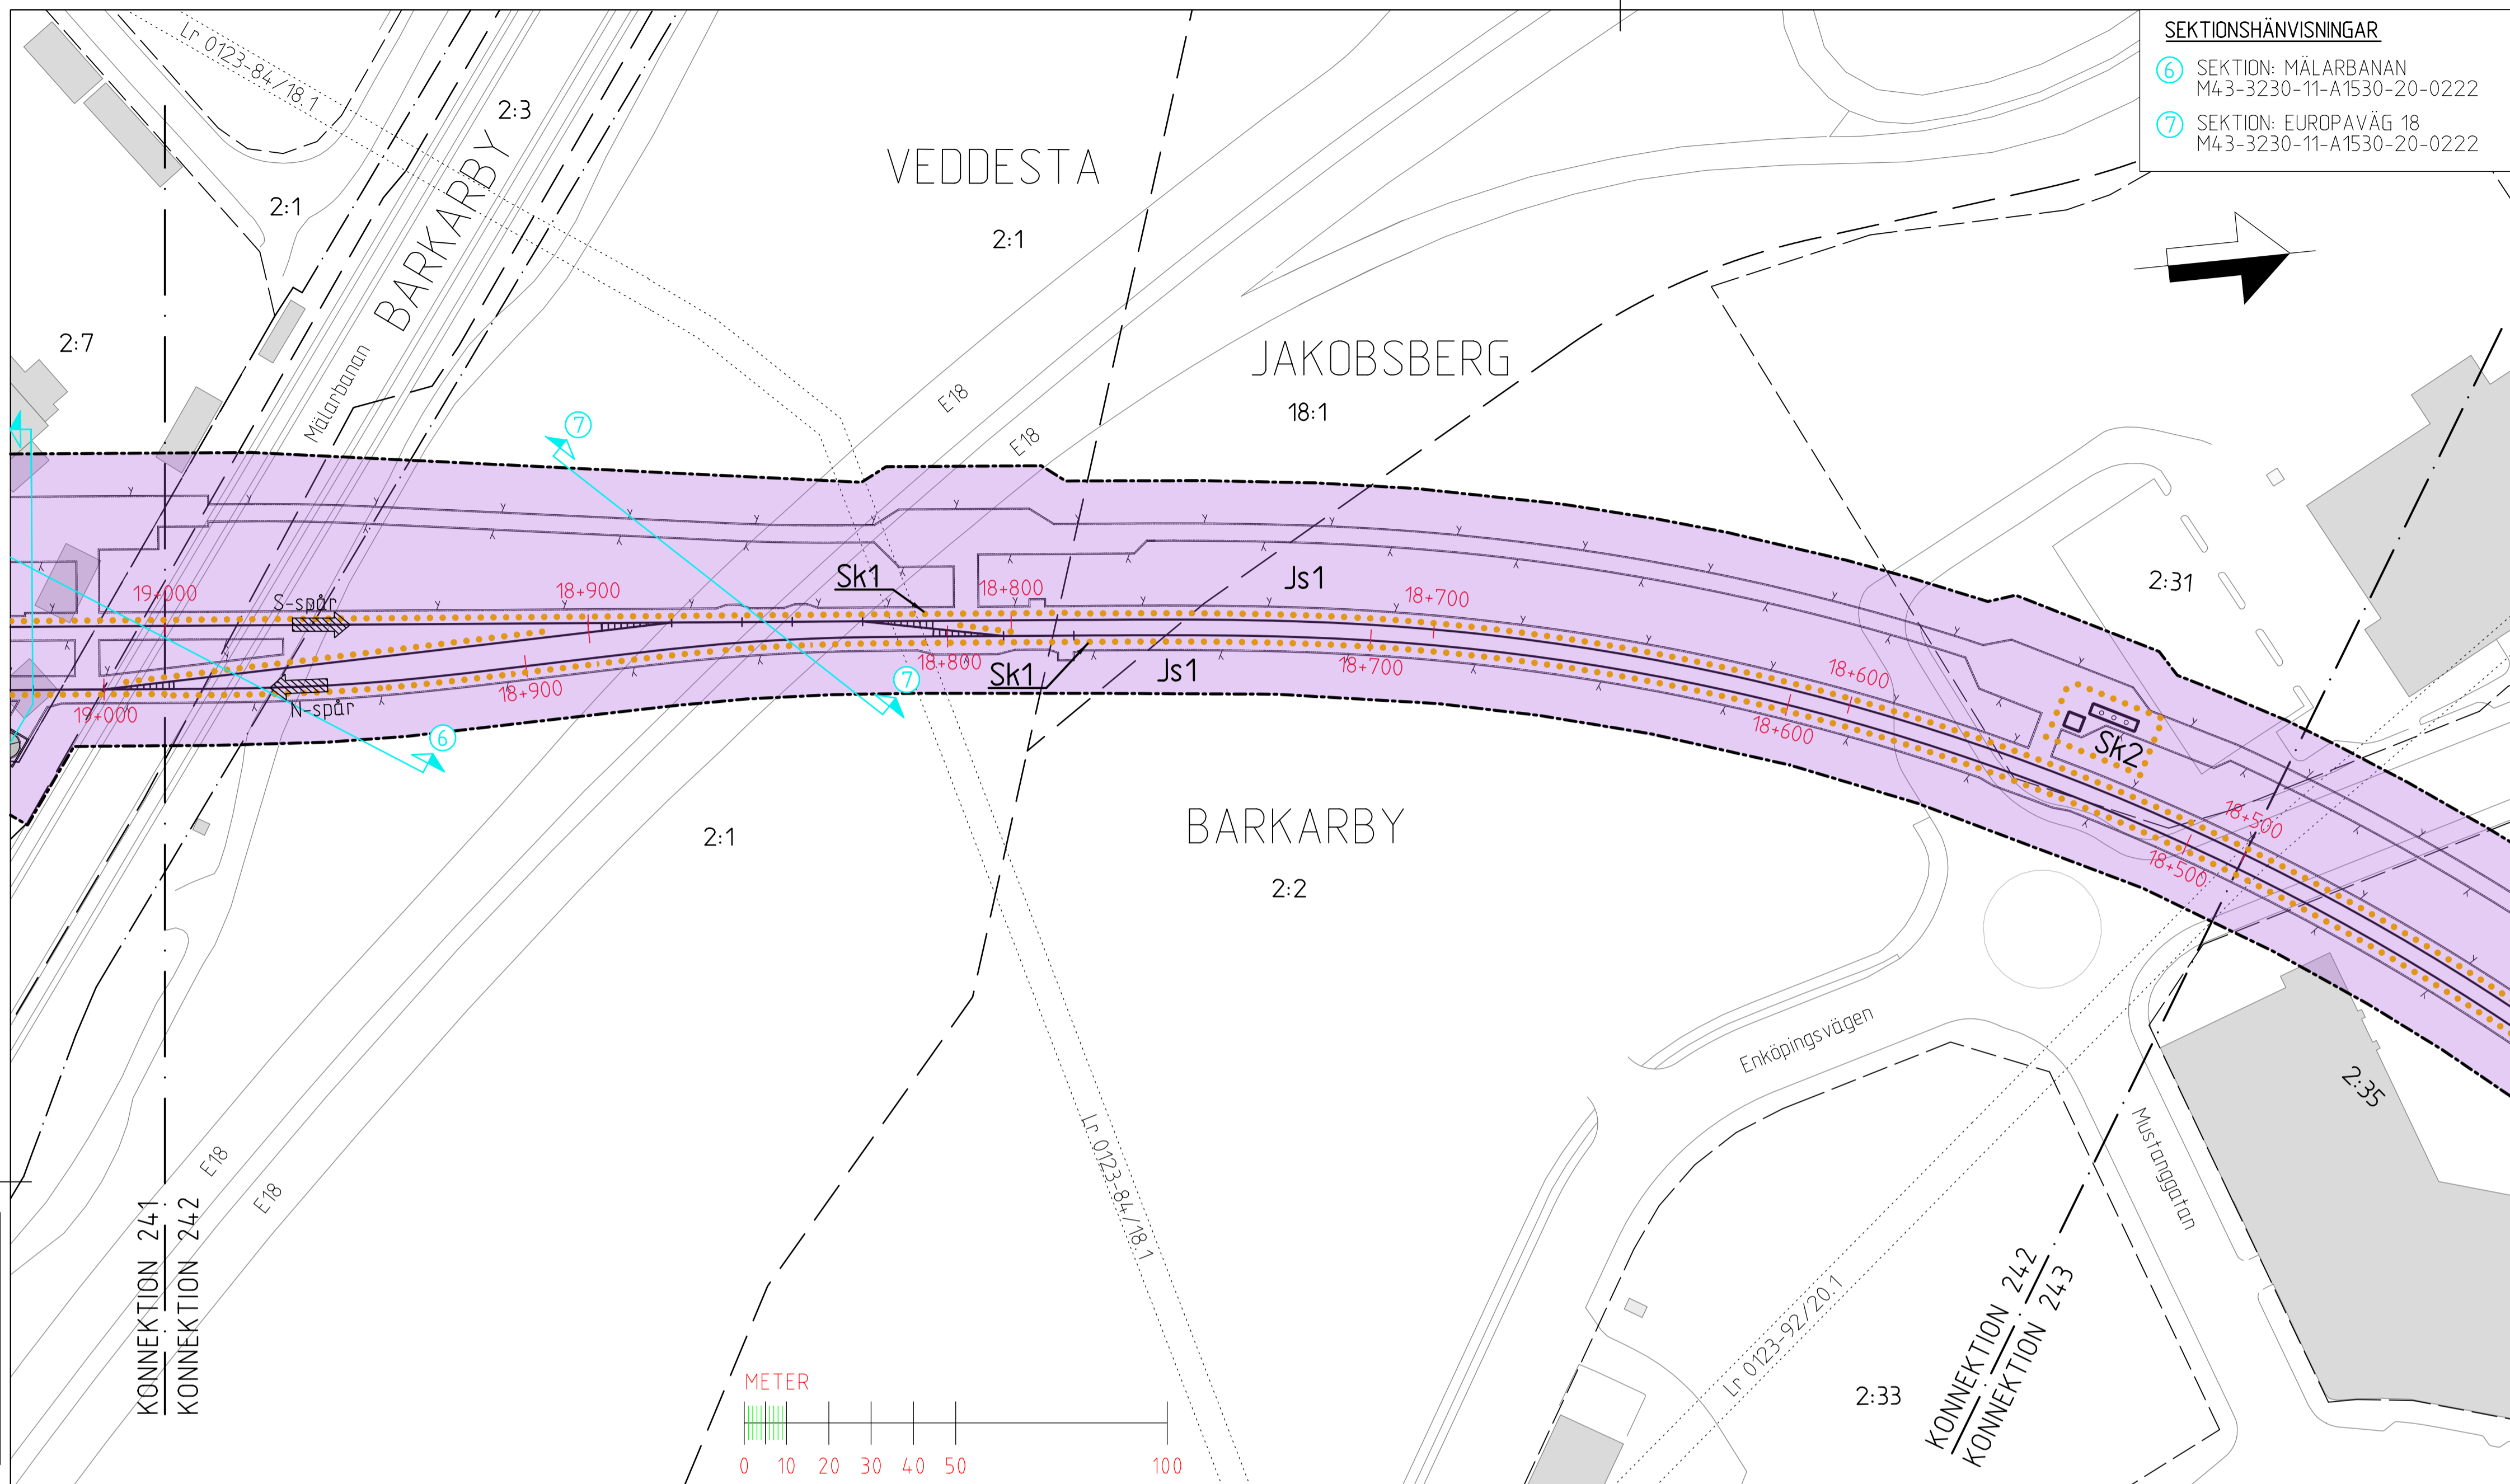 SEKTIONSHÄNVISNINGAR
6 SEKTION: MÄLARBANAN
M43-3230-11-A1530-20-0222
7 SEKTION: EUROPAVÄG 18
M43-3230-11-A1530-20-0222
Lr 0123-84/18.1
2:3
BARKARBY
2:1
2:7
Mälarbanan
VEDDESTA
2:1
E18
E18
JAKOBSBERG
18:1
7
19+000
S-spår
18+900
Sk1
18+800
Js1
18+700
18+600
2:31
Sk2
18+500
19+000
N-spår
18+900
18+800
Sk1
Js1
18+700
18+600
18+500
7
6
2:1
BARKARBY
2:2
Enköpingsvägen
2:35
Mustanggatan
Lr 0123-84/18.1
E18
E18
KONNEKTION 241
KONNEKTION 242
Lr 0123-92/20.1
2:33
KONNEKTION 242
KONNEKTION 243
METER
0 10 20 30 40 50 100